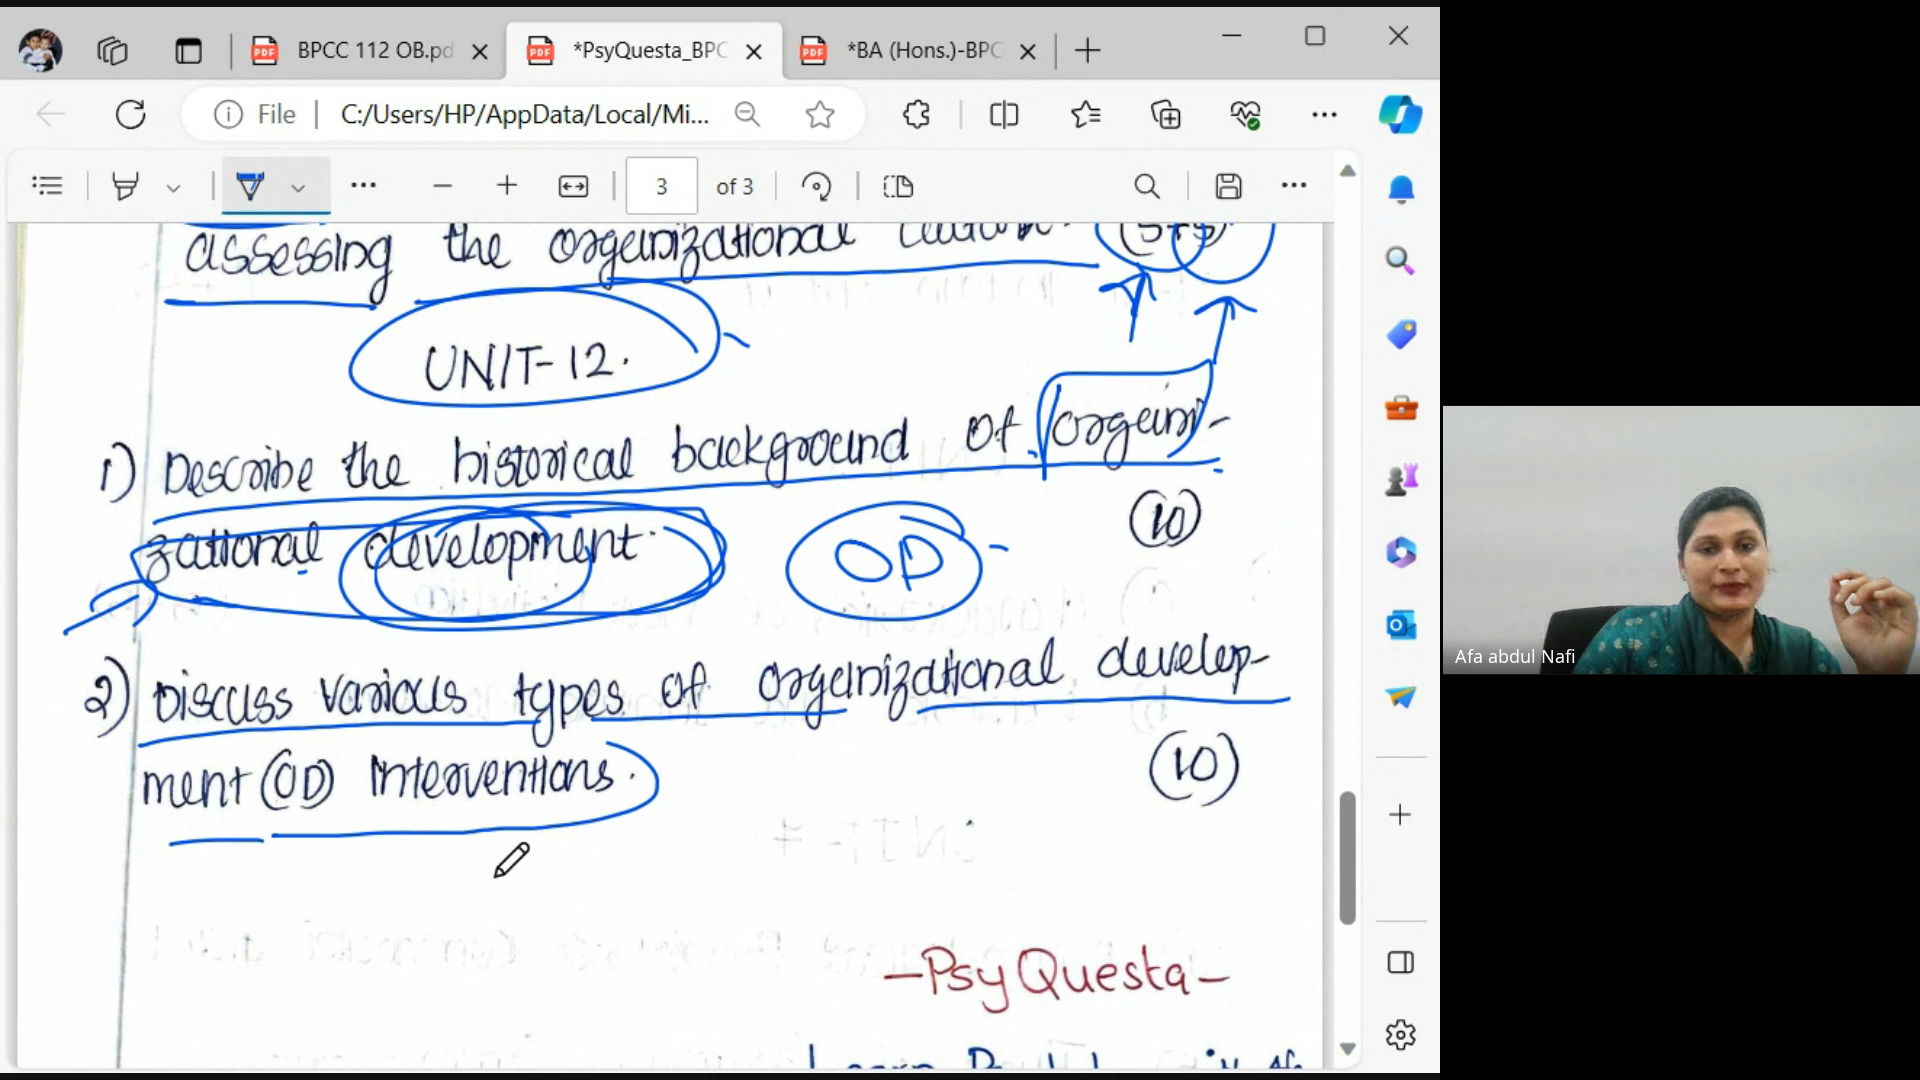 BPCC 112 OB.pd
*PsyQuesta_BPC
*BA (Hons.)-BPC
File
C:/Users/HP/AppData/Local/Mi...
3
of 3
assessing the organizational (5+5)
UNIT-12.
1) Describe the historical background of organi-
zational development. OD (10)
2) Discuss various types of organizational develop-
ment (OD) Interventions. (10)
-PsyQuesta-
Afa abdul Nafi